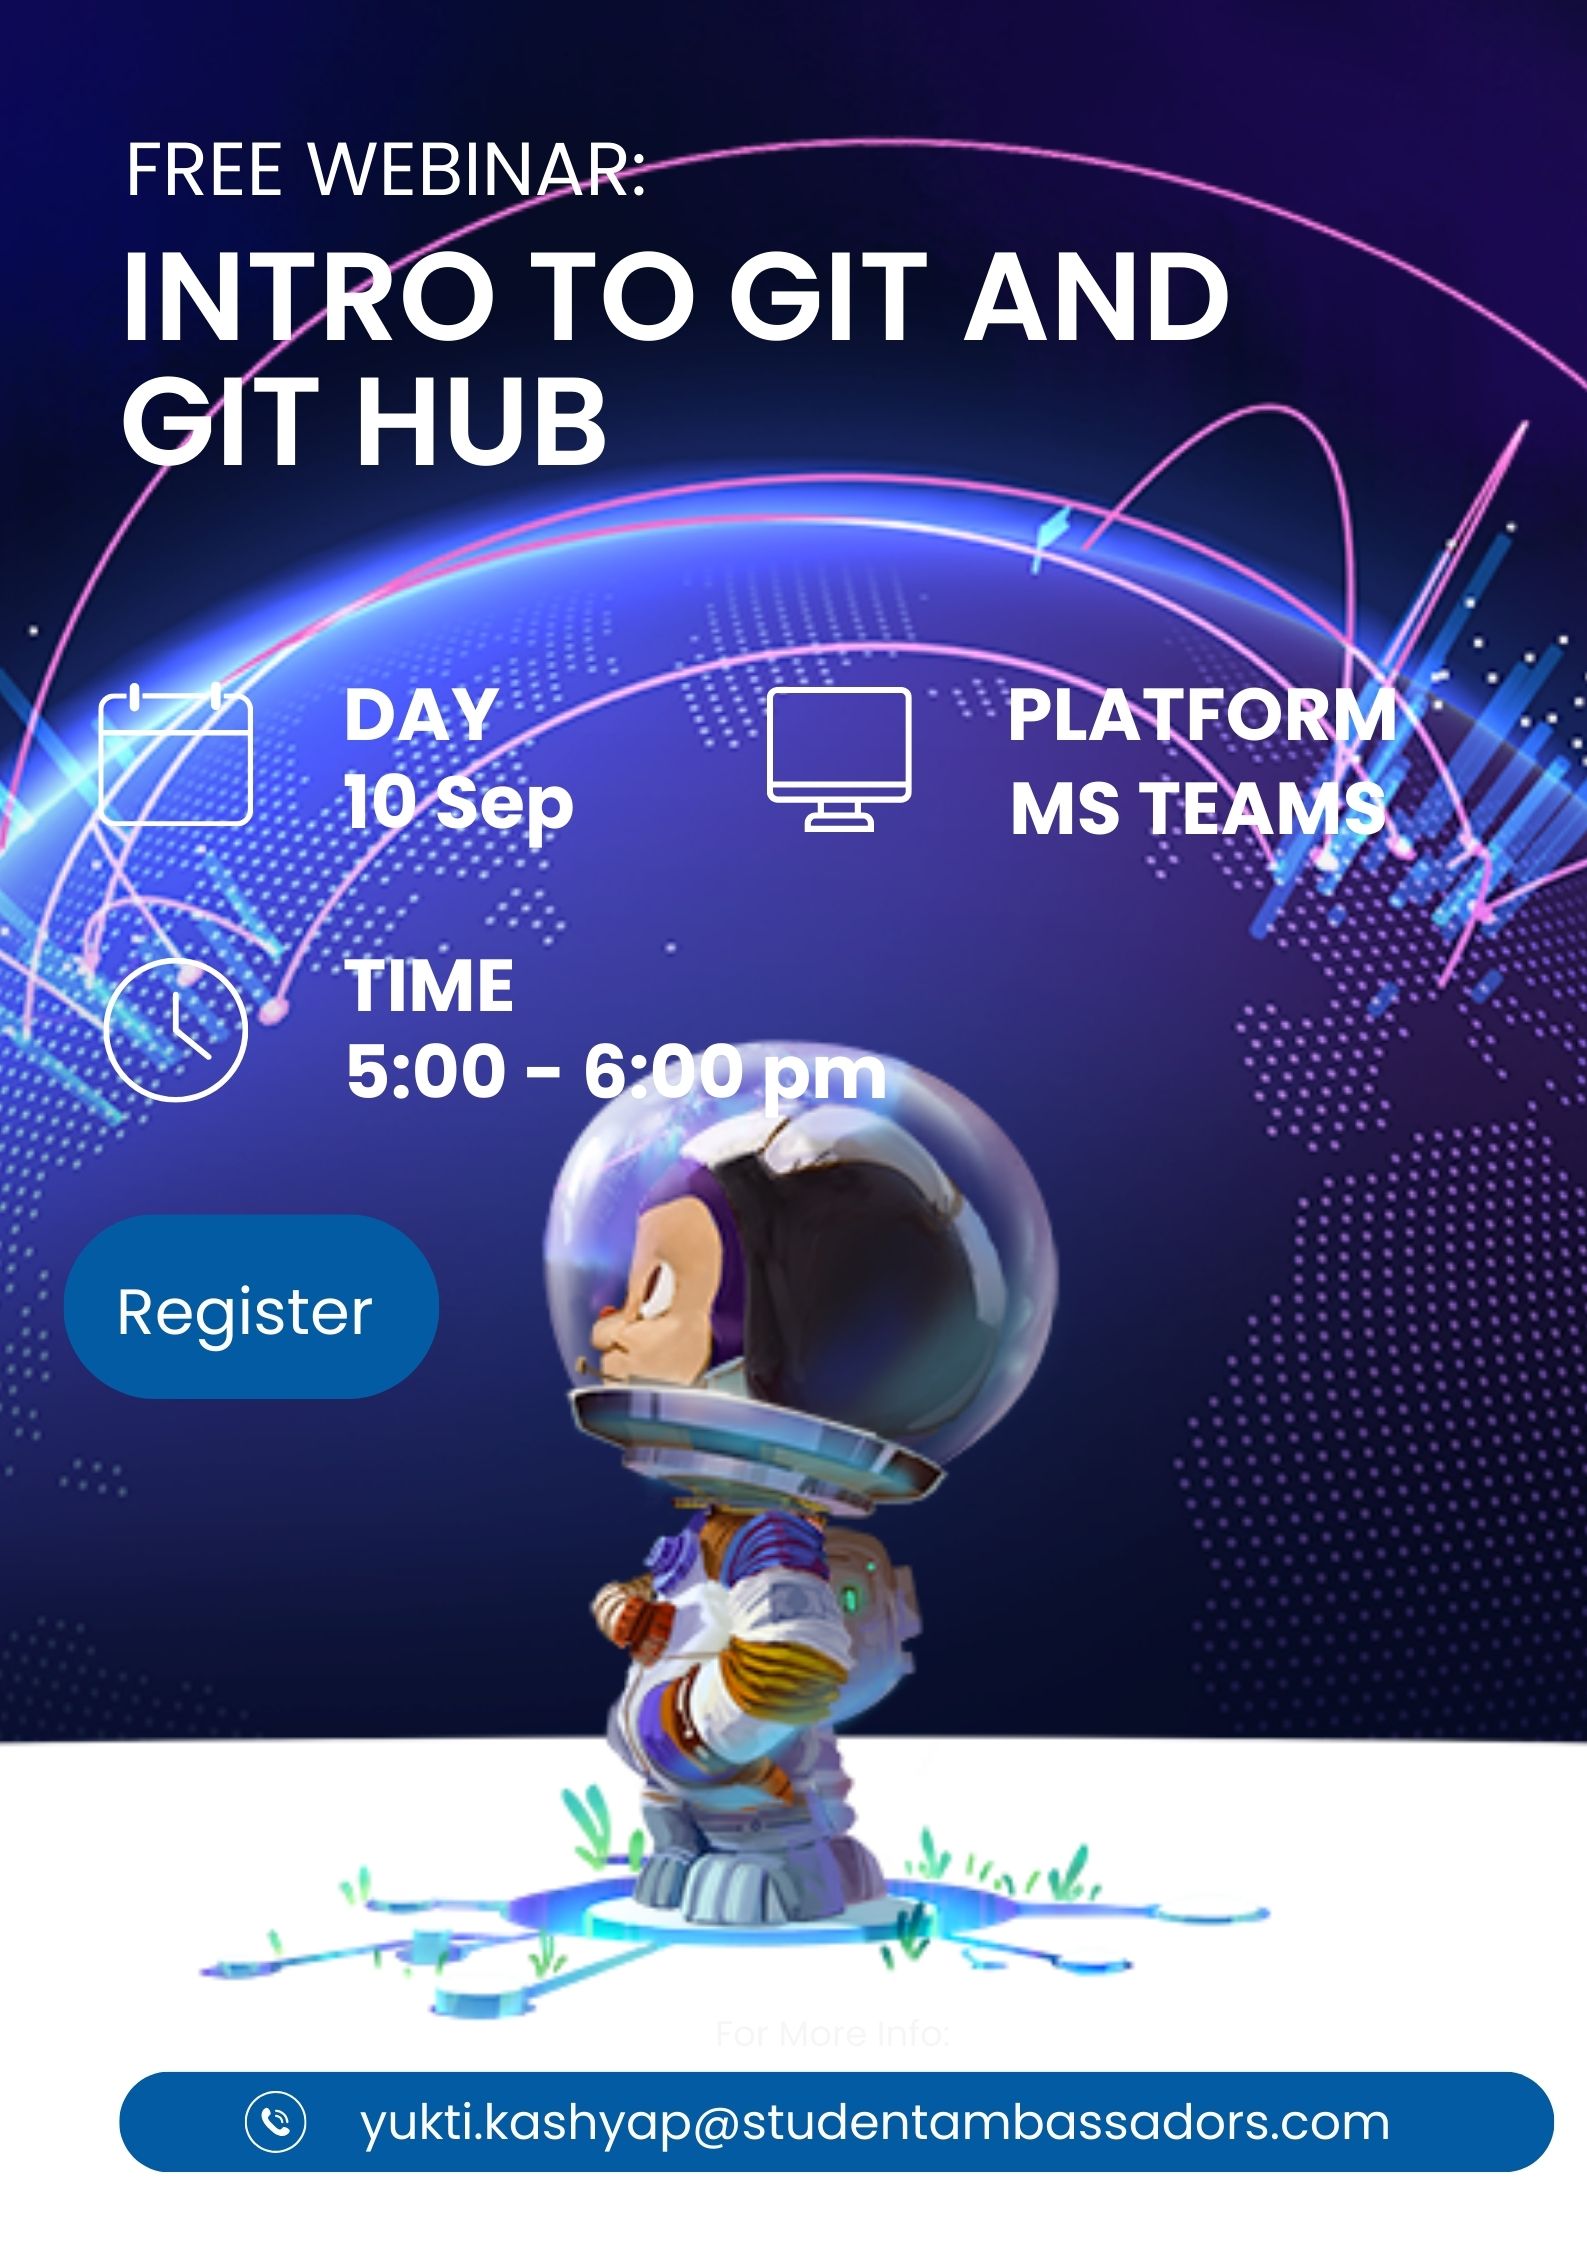 FREE WEBINAR:
INTRO TO GIT AND
GIT HUB
DAY
10 Sep
PLATFORM
MS TEAMS
TIME
5:00 - 6:00 pm
Register
For More Info:
yukti.kashyap@studentambassadors.com